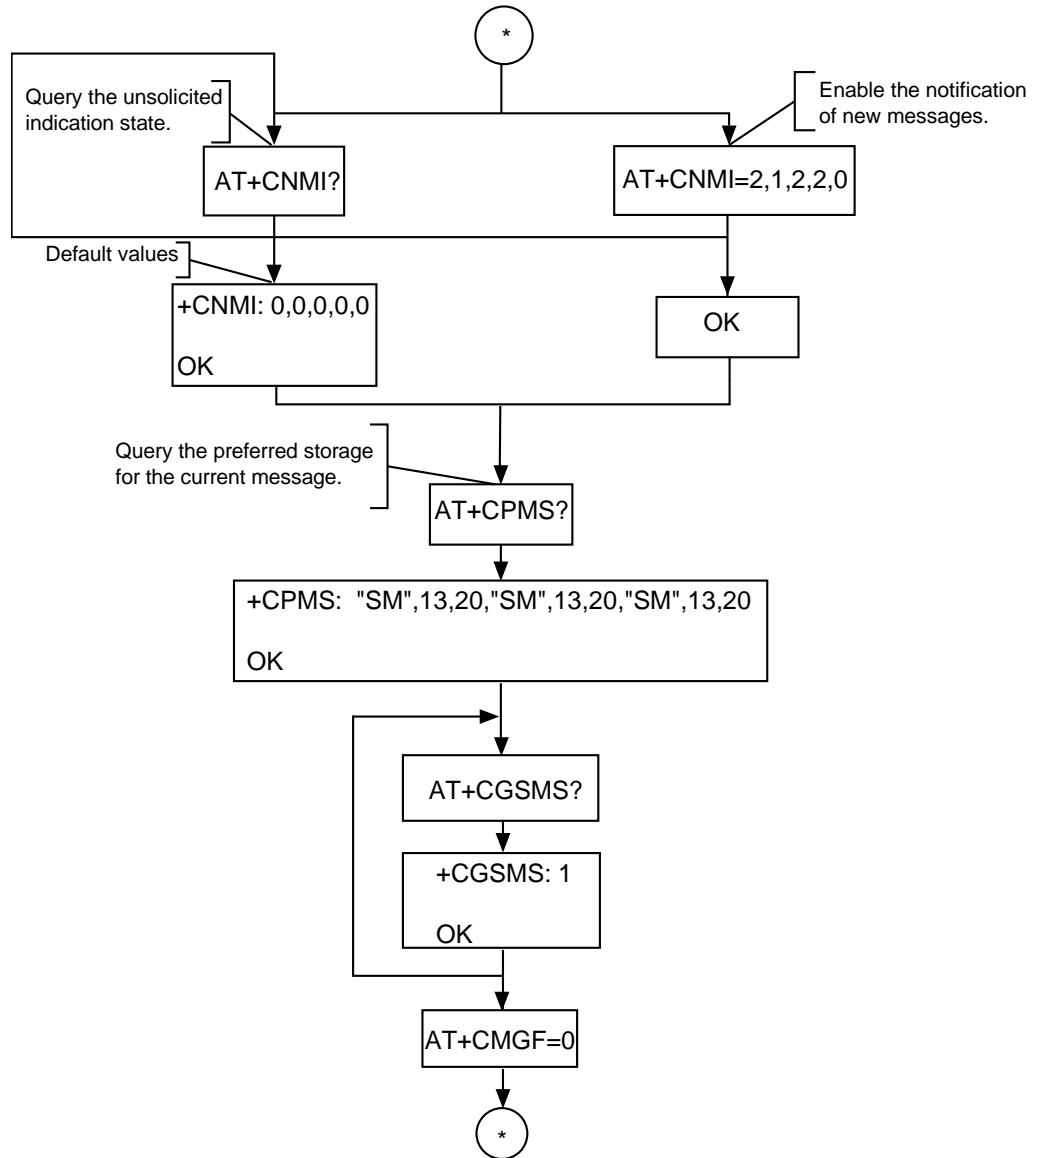 *
Query the unsolicited
indication state.
Enable the notification
of new messages.
AT+CNMI?
AT+CNMI=2,1,2,2,0
Default values
+CNMI: 0,0,0,0,0
OK
OK
Query the preferred storage
for the current message.
AT+CPMS?
+CPMS: "SM",13,20,"SM",13,20,"SM",13,20
OK
AT+CGSMS?
+CGSMS: 1
OK
AT+CMGF=0
*